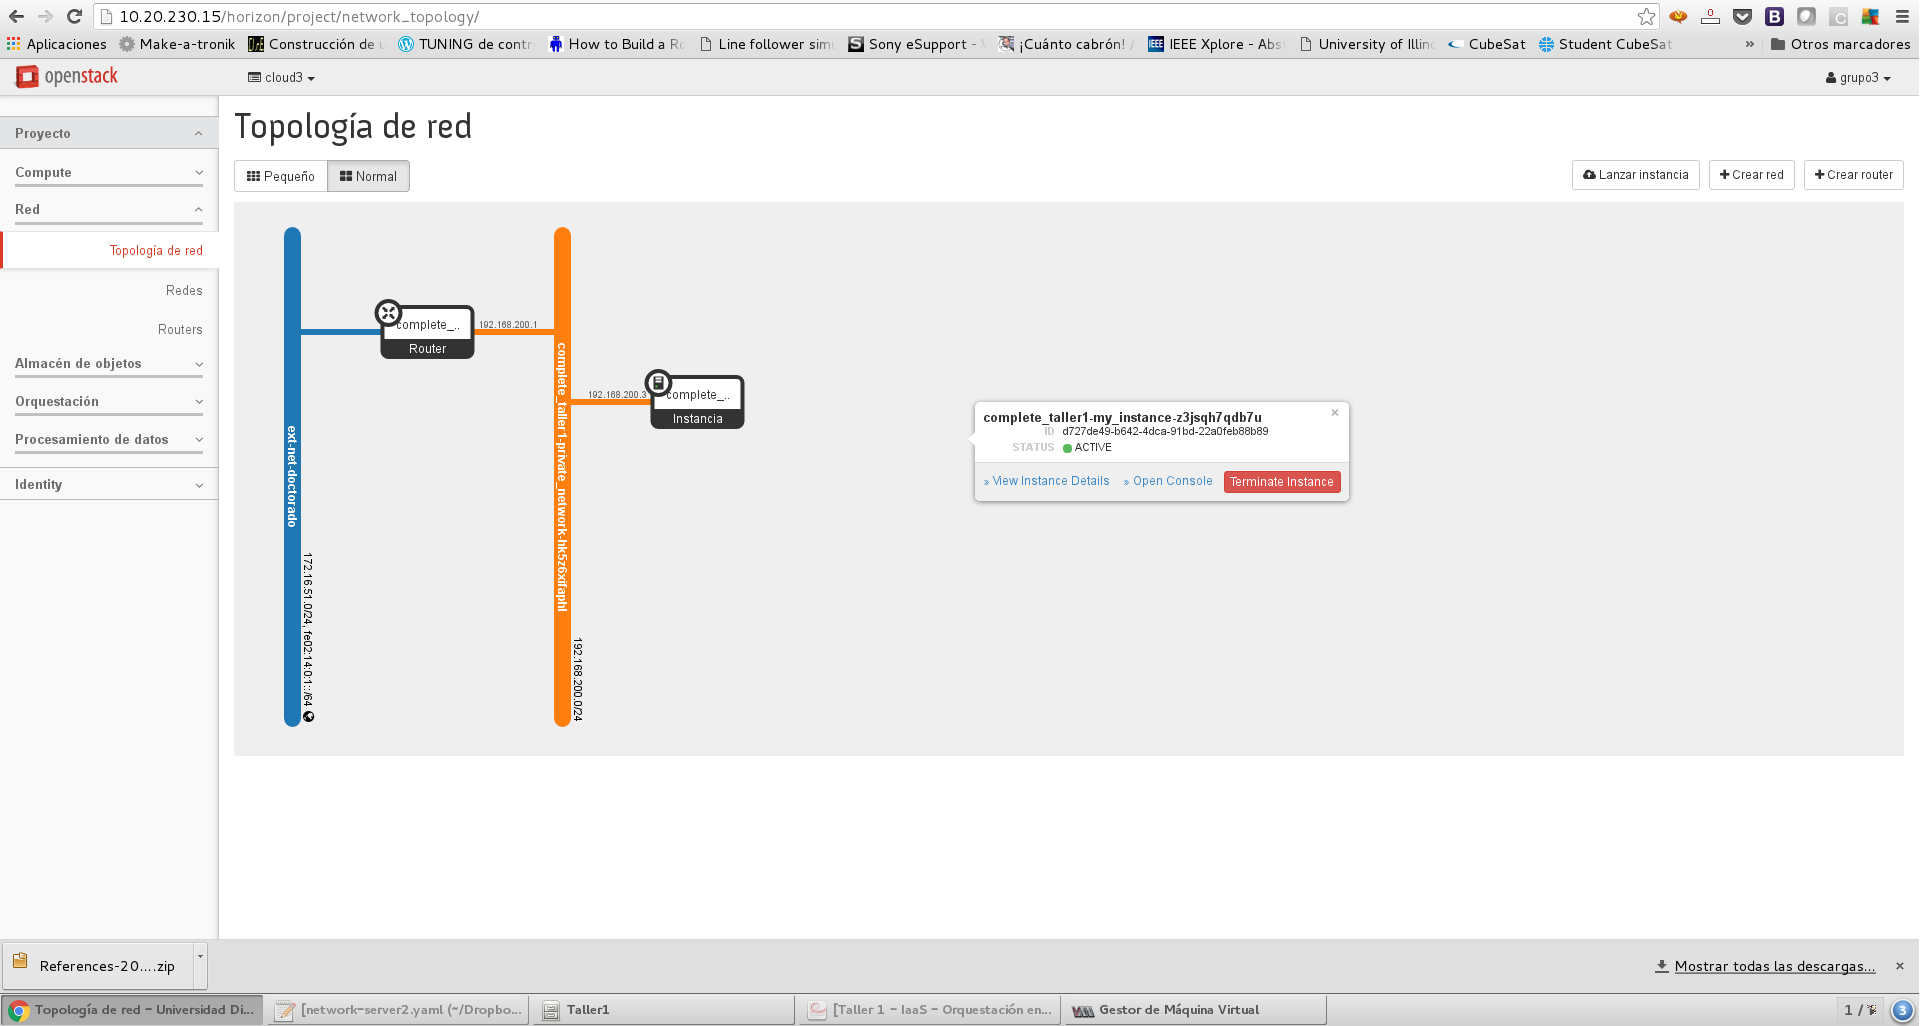 10.20.230.15/horizon/project/network_topology/
0
Aplicaciones
Make-a-tronik
Construcción de u
TUNING de contr
How to Build a Ro
Line follower simu
Sony eSupport -
¡Cuánto cabrón! /
IEEE Xplore - Abs
University of Illin
CubeSat
Student CubeSat
»
Otros marcadores
openstack
cloud3
grupo3
Proyecto
Compute
Red
Topología de red
Redes
Routers
Almacén de objetos
Orquestación
Procesamiento de datos
Identity
Topología de red
Pequeño
Normal
Lanzar instancia
Crear red
Crear router
ext-net-doctorado
172.16.51.0/24, fe02:14:0:1::/64
complete_..
Router
192.168.200.1
complete_taller1-private_network-hk5z6xifaphl
192.168.200.0/24
192.168.200.3
complete_..
Instancia
complete_taller1-my_instance-z3jsqh7qdb7u
×
ID d727de49-b642-4dca-91bd-22a0feb88b89
STATUS ACTIVE
» View Instance Details
» Open Console
Terminate Instance
References-20....zip
Mostrar todas las descargas...
×
Topología de red - Universidad Di...
[network-server2.yaml (~/Dropbo...
Taller1
[Taller 1 - IaaS - Orquestación en...
Gestor de Máquina Virtual
1 /
3